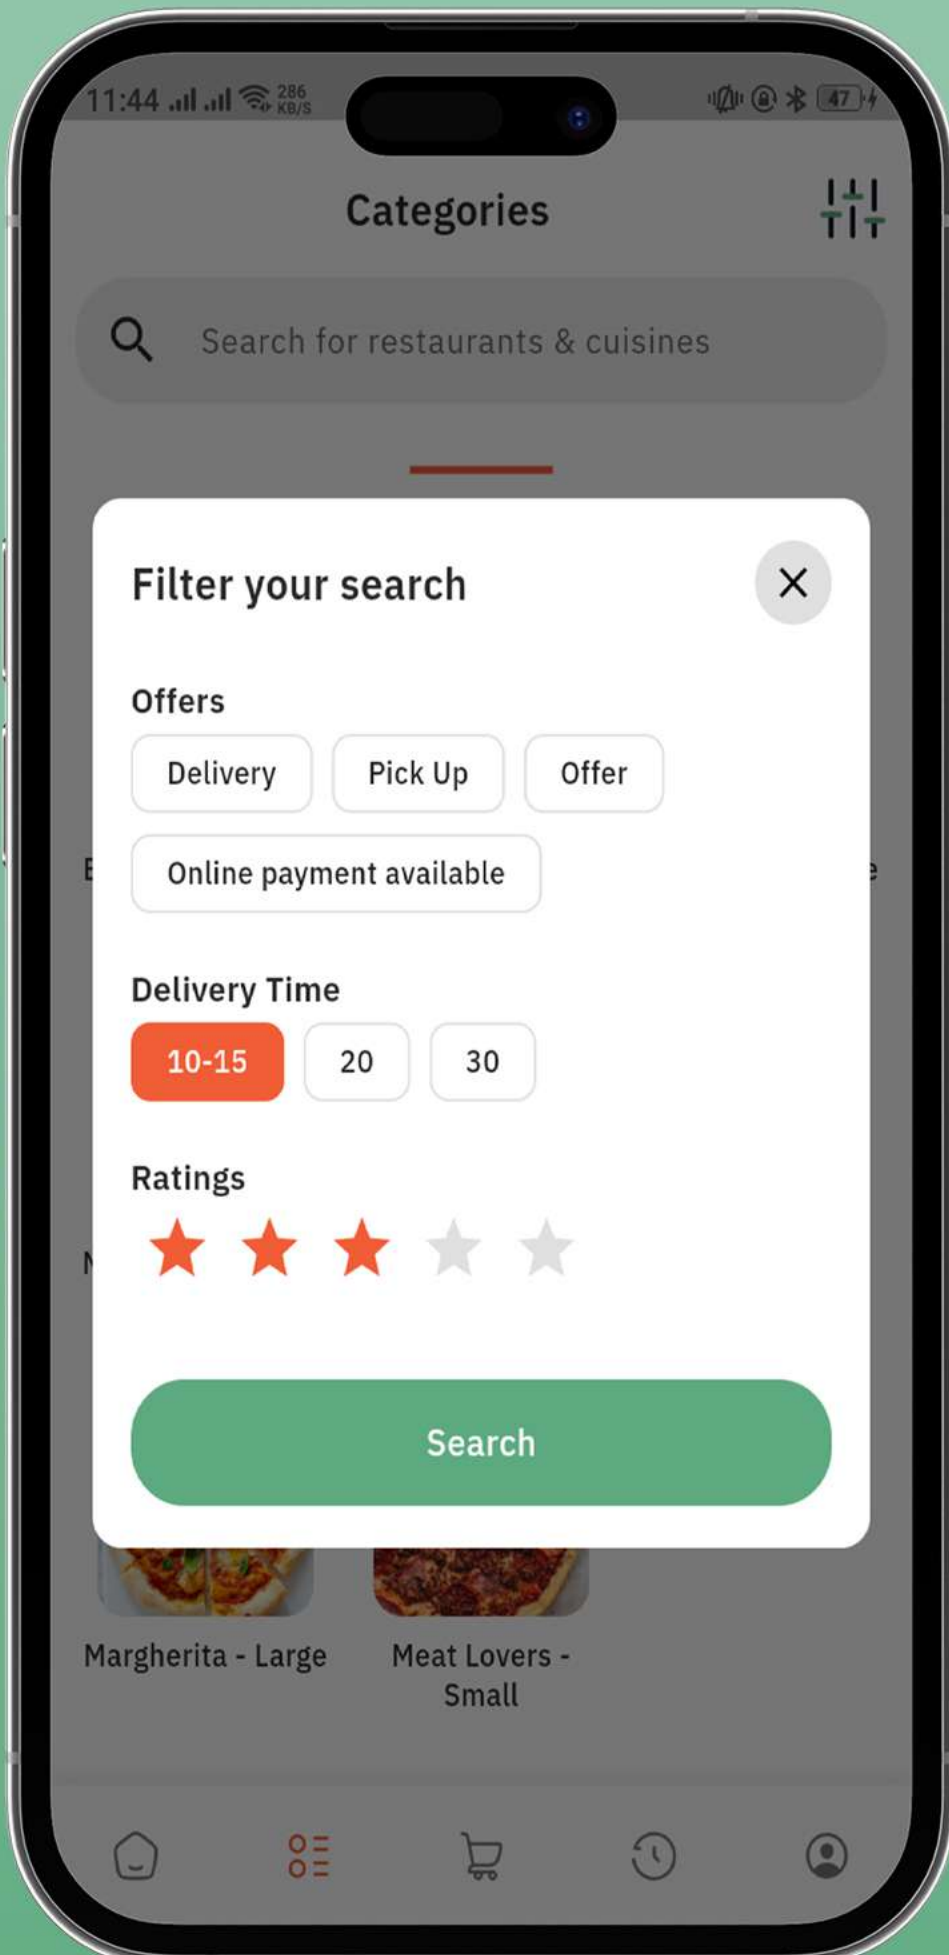 11:44 286 KB/S 47
Categories
Search for restaurants & cuisines
Filter your search
Offers
Delivery Pick Up Offer
Online payment available
Delivery Time
10-15 20 30
Ratings
Search
Margherita - Large Meat Lovers -
Small